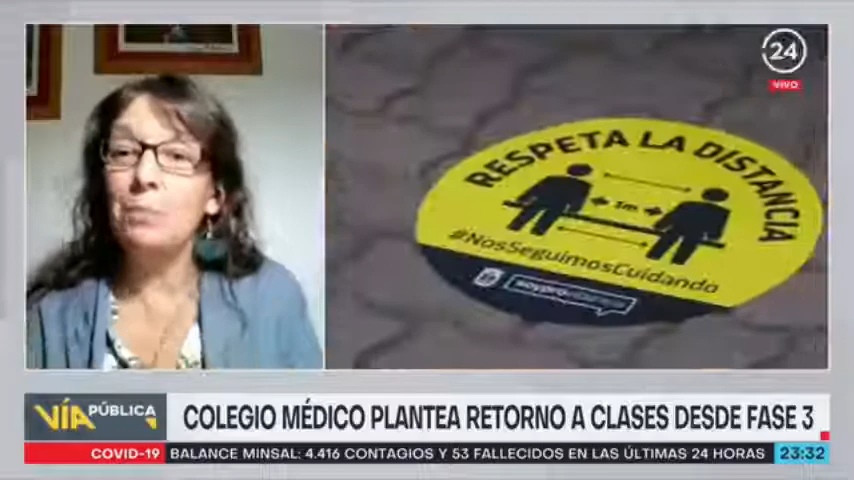 24
VIVO
RESPETA LA DISTANCIA
1m
#NosSeguimosCuidando
VÍA PÚBLICA
COLEGIO MÉDICO PLANTEA RETORNO A CLASES DESDE FASE 3
COVID-19 BALANCE MINSAL: 4.416 CONTAGIOS Y 53 FALLECIDOS EN LAS ÚLTIMAS 24 HORAS 23:32